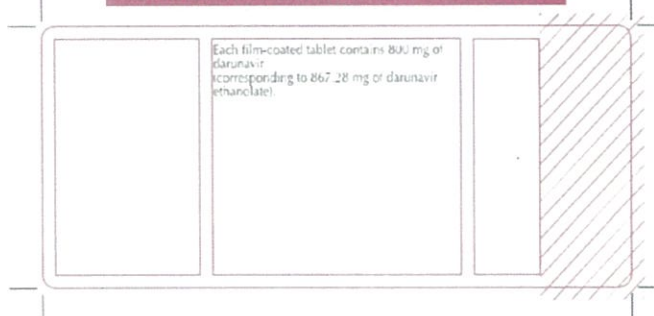 Each film-coated tablet contains 800 mg of
darunavir
(corresponding to 867.28 mg of darunavir
ethanolate).